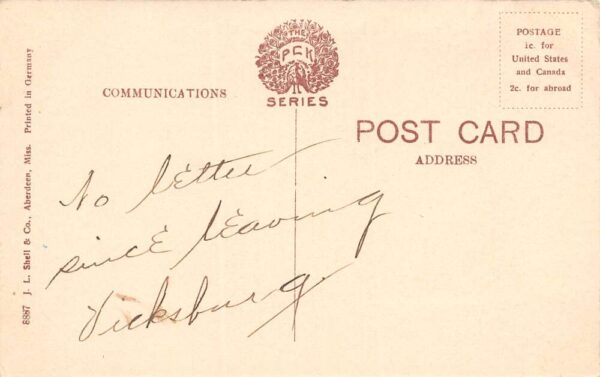 THE
PCK
SERIES
POSTAGE
1c. for
United States
and Canada
2c. for abroad
COMMUNICATIONS
POST CARD
ADDRESS
8887 J. L. Shell & Co., Aberdeen, Miss. Printed in Germany
No letter
since leaving
Vicksburg